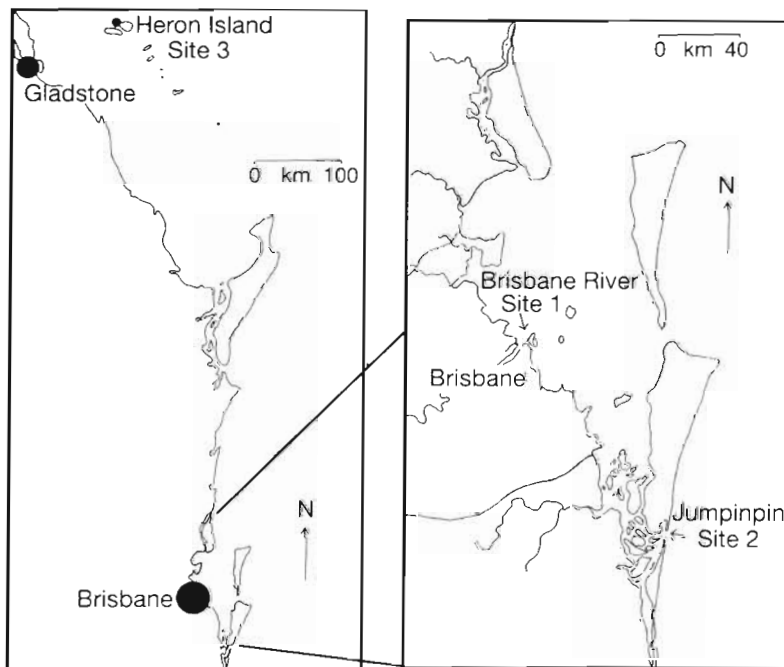 Heron Island
Site 3
Gladstone
0 km 100
N
Brisbane
0 km 40
N
Brisbane River
Site 1
Brisbane
Jumpinpin
Site 2